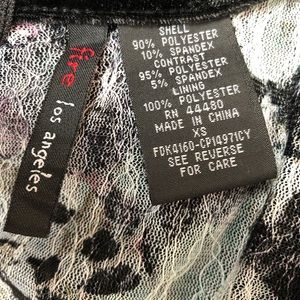 fire los angeles
SHELL
90% POLYESTER
10% SPANDEX
CONTRAST
95% POLYESTER
5% SPANDEX
LINING
100% POLYESTER
RN 44480
MADE IN CHINA
XS
FDK4160-CP14971CY
SEE REVERSE
FOR CARE